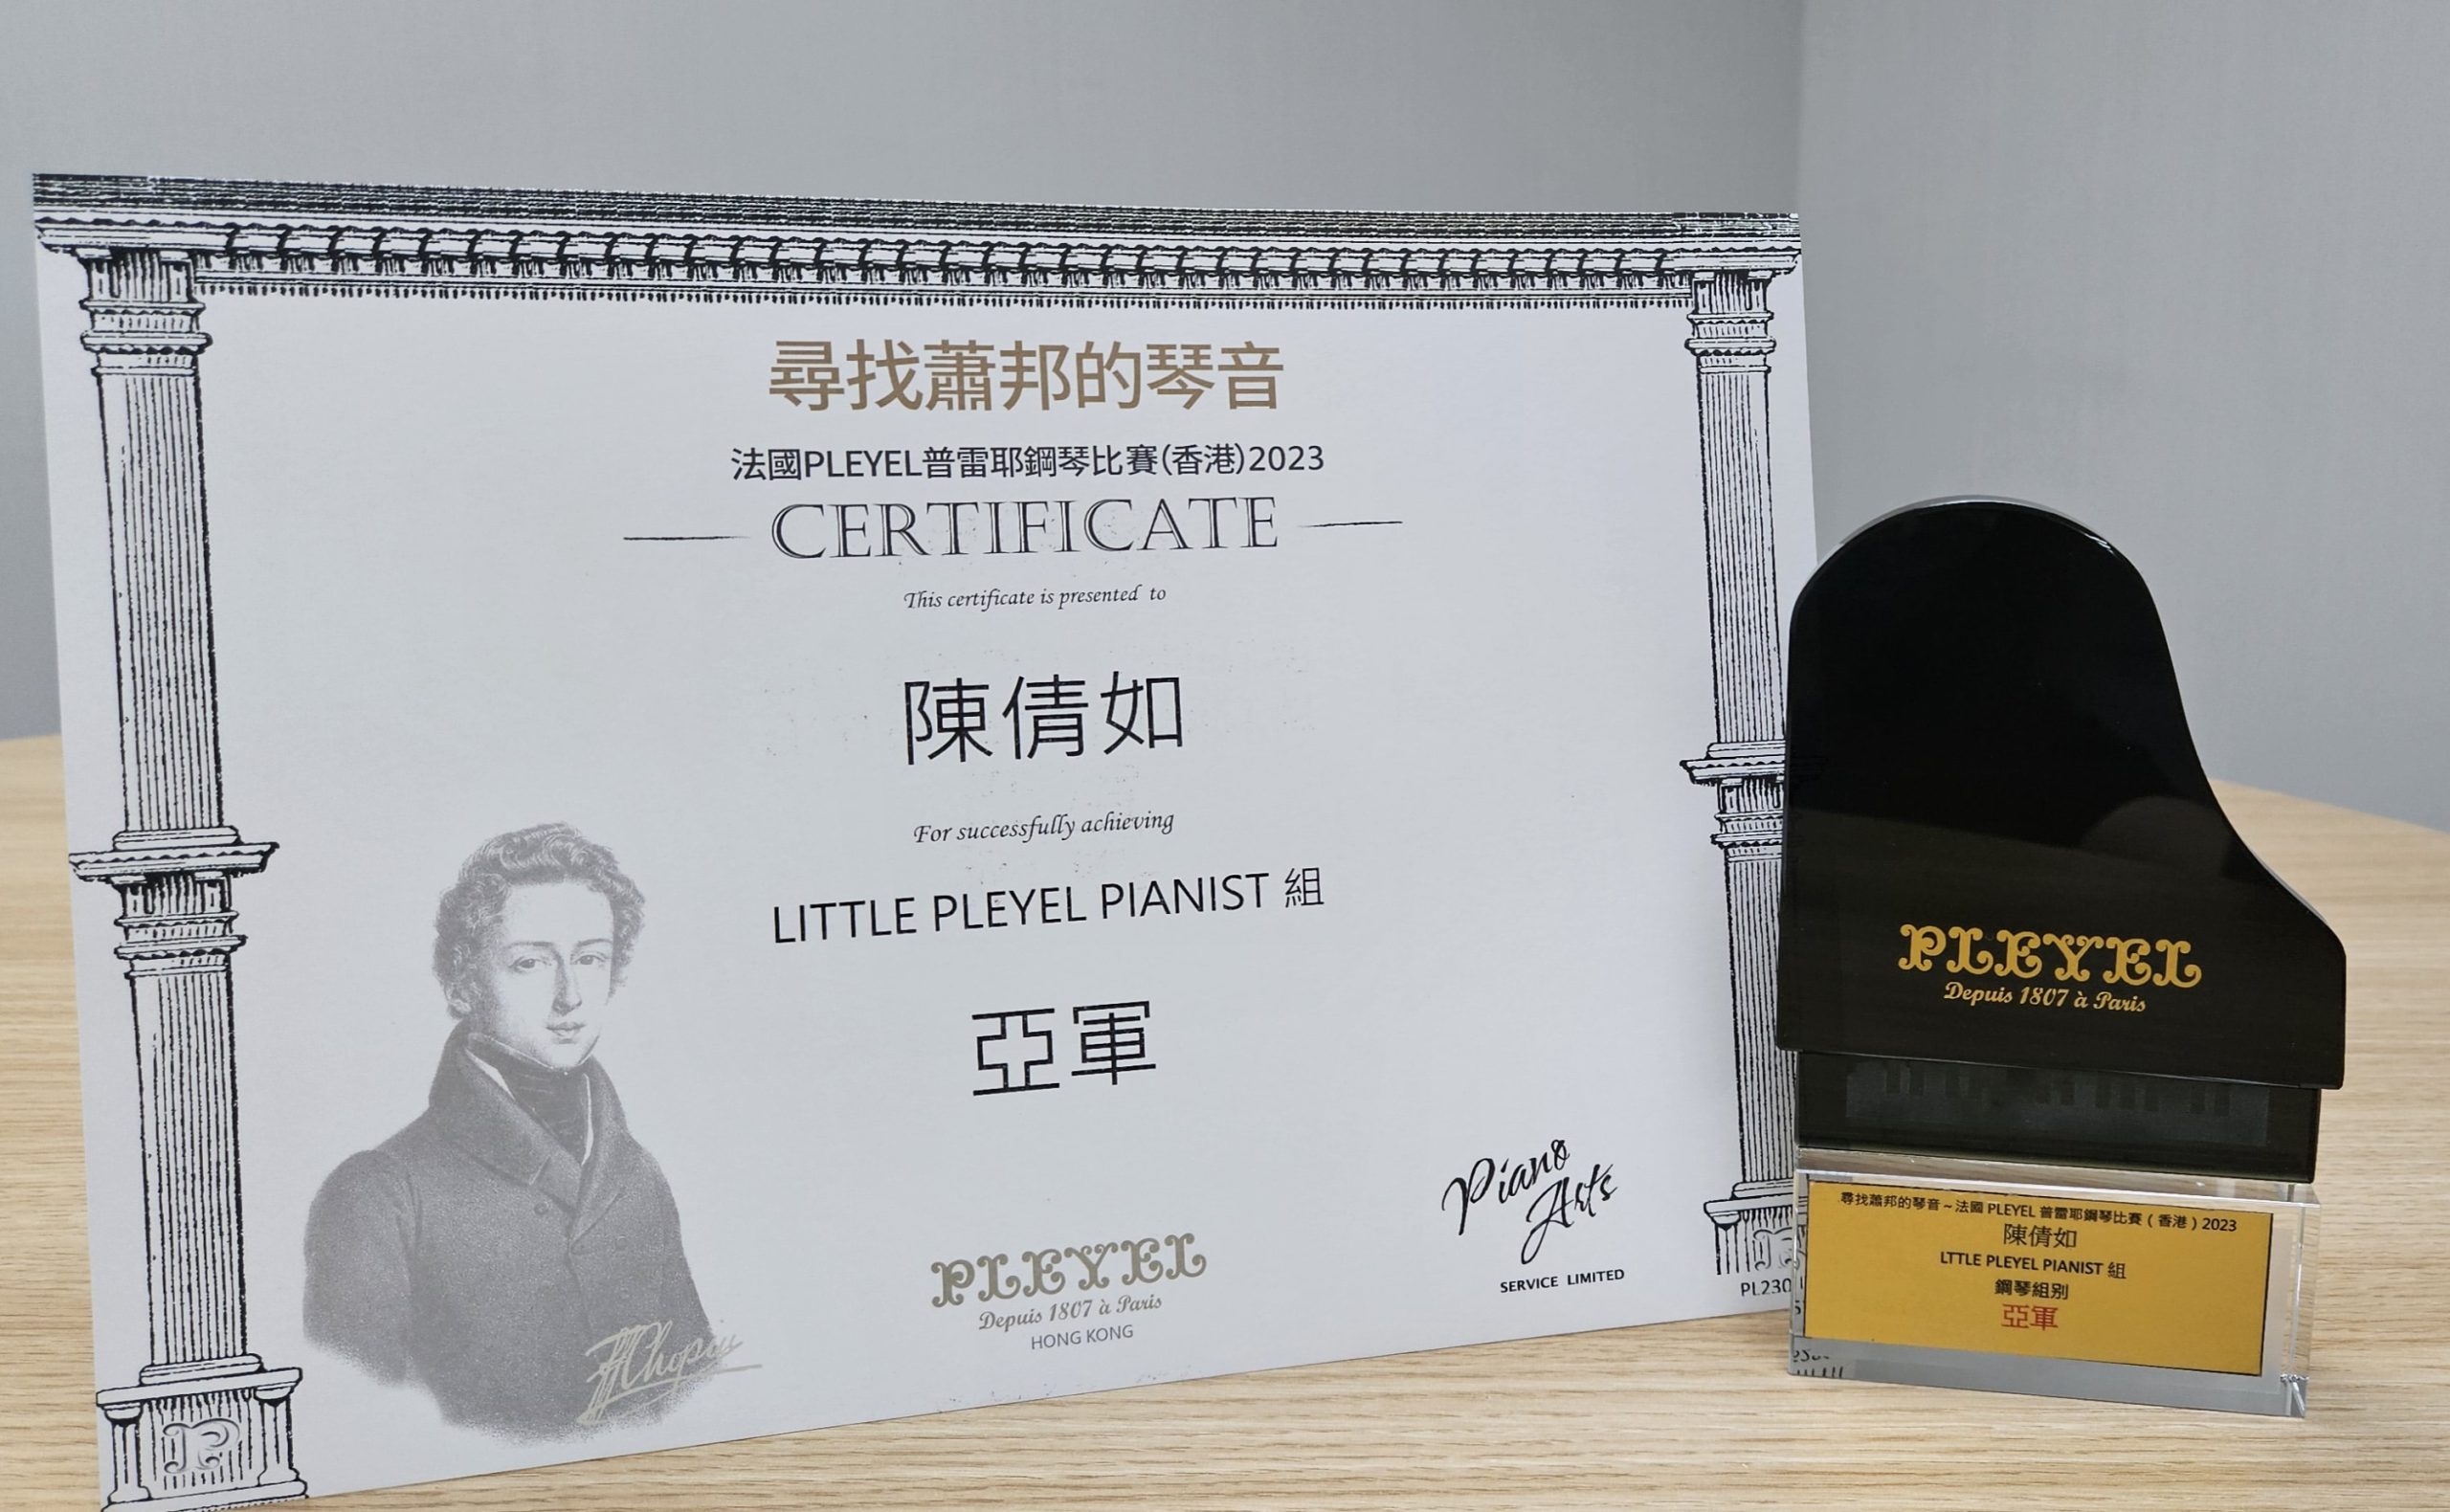 尋找蕭邦的琴音
法國PLEYEL普雷耶鋼琴比賽(香港)2023
CERTIFICATE
This certificate is presented to
陳倩如
For successfully achieving
LITTLE PLEYEL PIANIST 組
亞軍
Chopin
PLEYEL
Depuis 1807 à Paris
HONG KONG
Piano
Arts
SERVICE LIMITED
PL230
PLEYEL
Depuis 1807 à Paris
尋找蕭邦的琴音~法國 PLEYEL 普雷耶鋼琴比賽(香港)2023
陳倩如
LTTLE PLEYEL PIANIST 組
鋼琴組別
亞軍